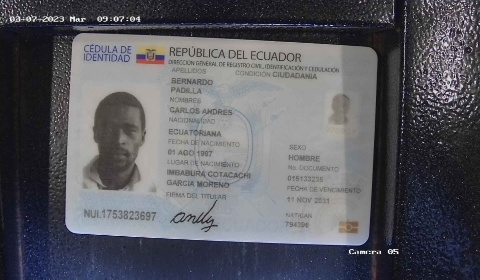 03-07-2023 Mar 09:07:04
CÉDULA DE IDENTIDAD
REPÚBLICA DEL ECUADOR
DIRECCIÓN GENERAL DE REGISTRO CIVIL, IDENTIFICACIÓN Y CEDULACIÓN
APELLIDOS
CONDICIÓN CIUDADANÍA
BERNARDO
PADILLA
NOMBRES
CARLOS ANDRES
NACIONALIDAD
ECUATORIANA
FECHA DE NACIMIENTO
01 AGO 1997
LUGAR DE NACIMIENTO
IMBABURA COTACACHI
GARCIA MORENO
FIRMA DEL TITULAR
SEXO
HOMBRE
No. DOCUMENTO
FECHA DE VENCIMIENTO
11 NOV 2031
NAT/CAN
NUI.1753823697
Camera 05